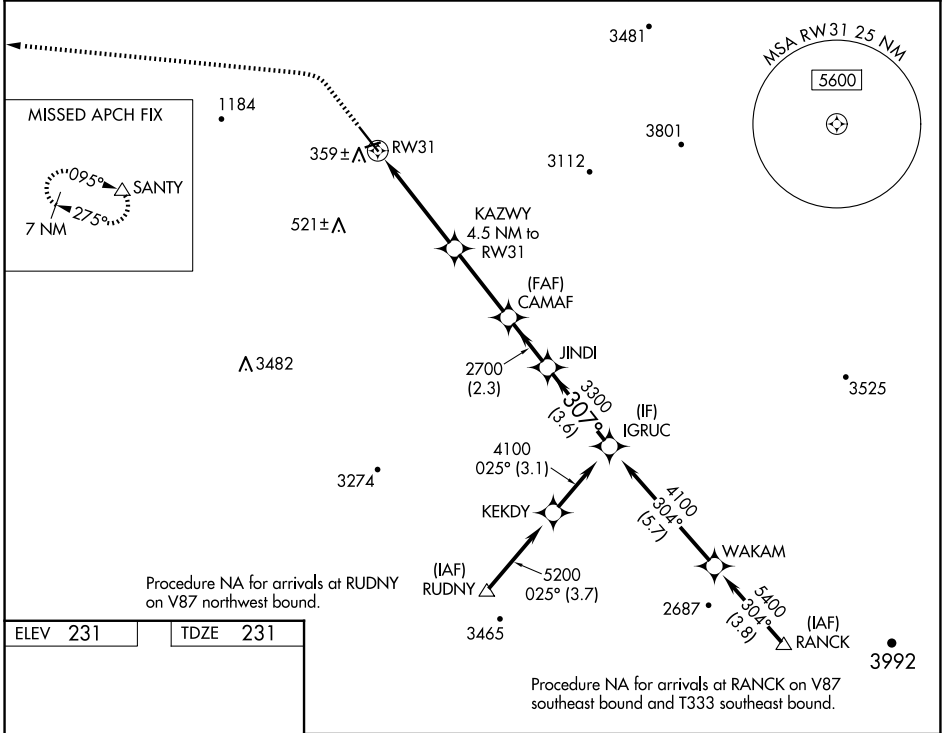 3481
MSA RW31 25 NM
5600
MISSED APCH FIX
095°
SANTY
275°
7 NM
1184
359±
RW31
3801
3112
521±
KAZWY
4.5 NM to
RW31
(FAF)
CAMAF
3482
JINDI
2700
(2.3)
3300
307°
(3.6)
3525
(IF)
IGRUC
4100
025° (3.1)
3274
KEKDY
4100
304°
(5.7)
WAKAM
(IAF)
RUDNY
5200
025° (3.7)
Procedure NA for arrivals at RUDNY
on V87 northwest bound.
2687
5400
304°
(3.8)
(IAF)
RANCK
3465
3992
ELEV 231
TDZE 231
Procedure NA for arrivals at RANCK on V87
southeast bound and T333 southeast bound.